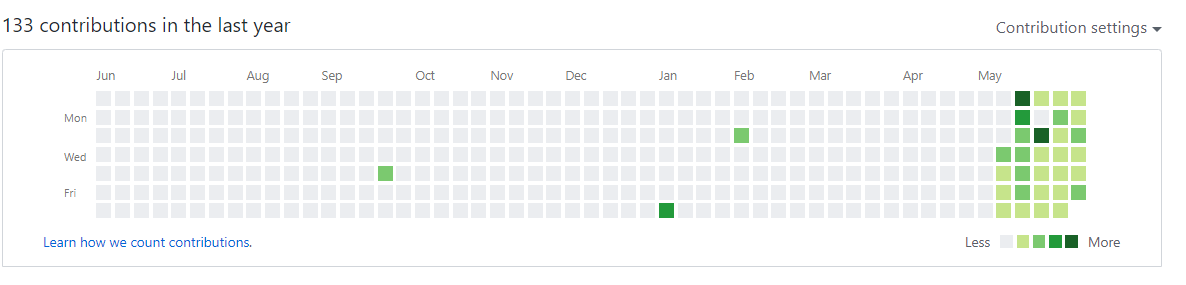 133 contributions in the last year
Contribution settings
Jun Jul Aug Sep Oct Nov Dec Jan Feb Mar Apr May
Mon
Wed
Fri
Learn how we count contributions.
Less More